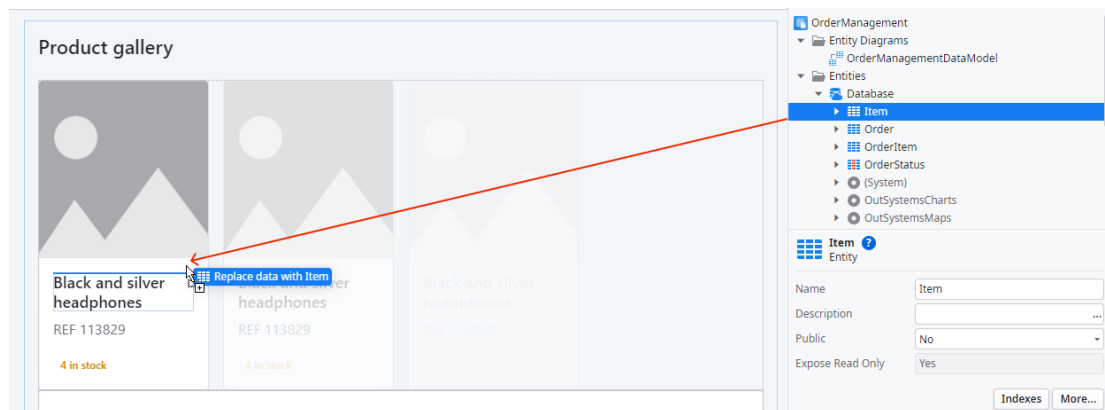 Product gallery
Black and silver
headphones
REF 113829
4 in stock
Replace data with Item
Black and silver
headphones
REF 113829
4 in stock
Black and silver
headphones
REF 113829
OrderManagement
Entity Diagrams
OrderManagementDataModel
Entities
Database
Item
Order
OrderItem
OrderStatus
(System)
OutSystemsCharts
OutSystemsMaps
Item ?
Entity
Name Item
Description ...
Public No
Expose Read Only Yes
Indexes More...